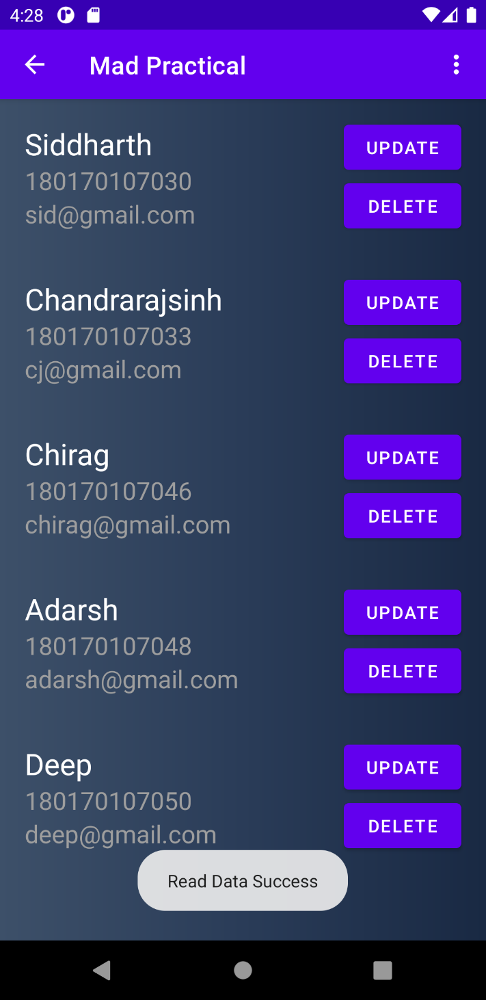 4:28
Mad Practical
Siddharth
180170107030
sid@gmail.com
UPDATE
DELETE
Chandrarajsinh
180170107033
cj@gmail.com
UPDATE
DELETE
Chirag
180170107046
chirag@gmail.com
UPDATE
DELETE
Adarsh
180170107048
adarsh@gmail.com
UPDATE
DELETE
Deep
180170107050
deep@gmail.com
UPDATE
DELETE
Read Data Success